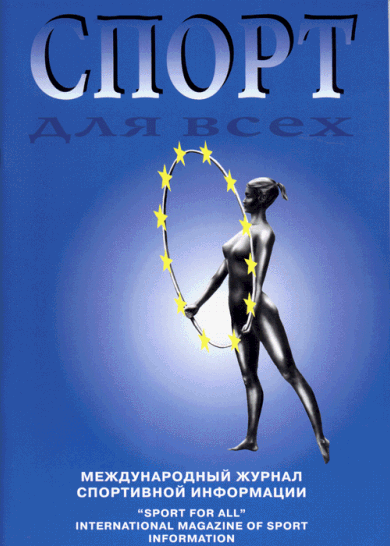 СПОРТ
для всех
МЕЖДУНАРОДНЫЙ ЖУРНАЛ
СПОРТИВНОЙ ИНФОРМАЦИИ
“SPORT FOR ALL”
INTERNATIONAL MAGAZINE OF SPORT
INFORMATION